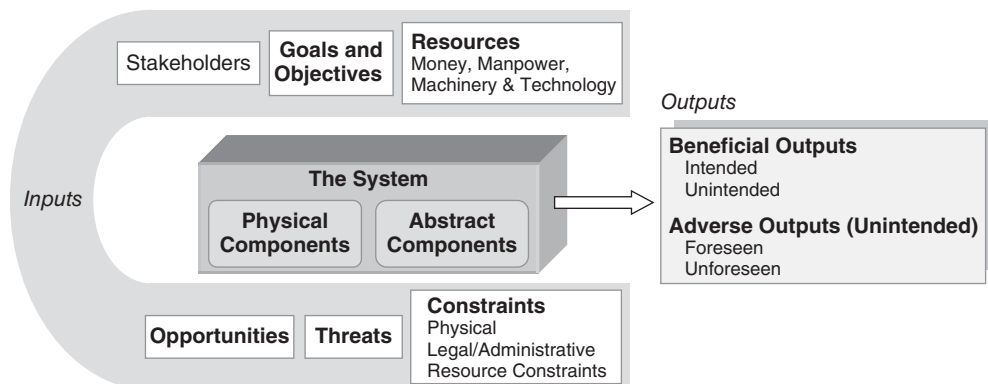 Stakeholders
Goals and
Objectives
Resources
Money, Manpower,
Machinery & Technology
Inputs
The System
Physical
Components
Abstract
Components
Opportunities
Threats
Constraints
Physical
Legal/Administrative
Resource Constraints
Outputs
Beneficial Outputs
Intended
Unintended
Adverse Outputs (Unintended)
Foreseen
Unforeseen